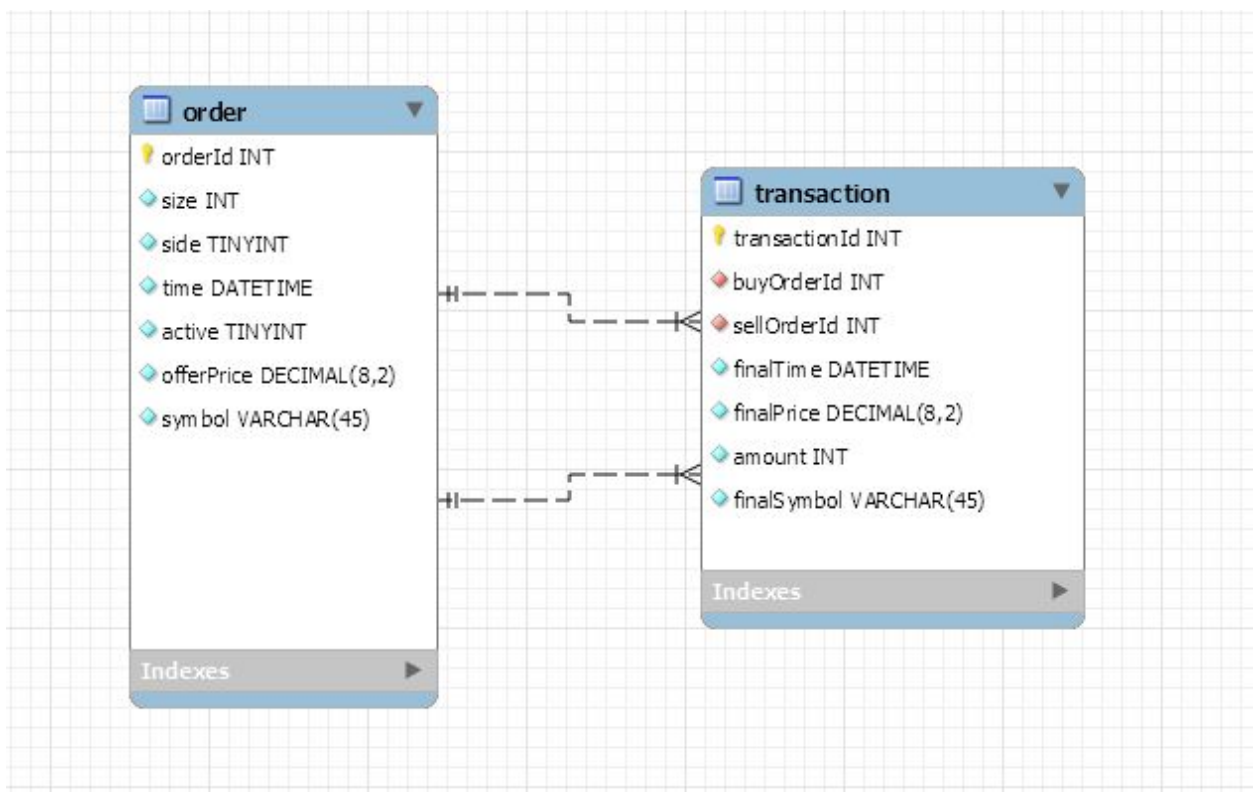 order
orderId INT
size INT
side TINYINT
time DATETIME
active TINYINT
offerPrice DECIMAL(8,2)
symbol VARCHAR(45)
Indexes
transaction
transactionId INT
buyOrderId INT
sellOrderId INT
finalTime DATETIME
finalPrice DECIMAL(8,2)
amount INT
finalSymbol VARCHAR(45)
Indexes